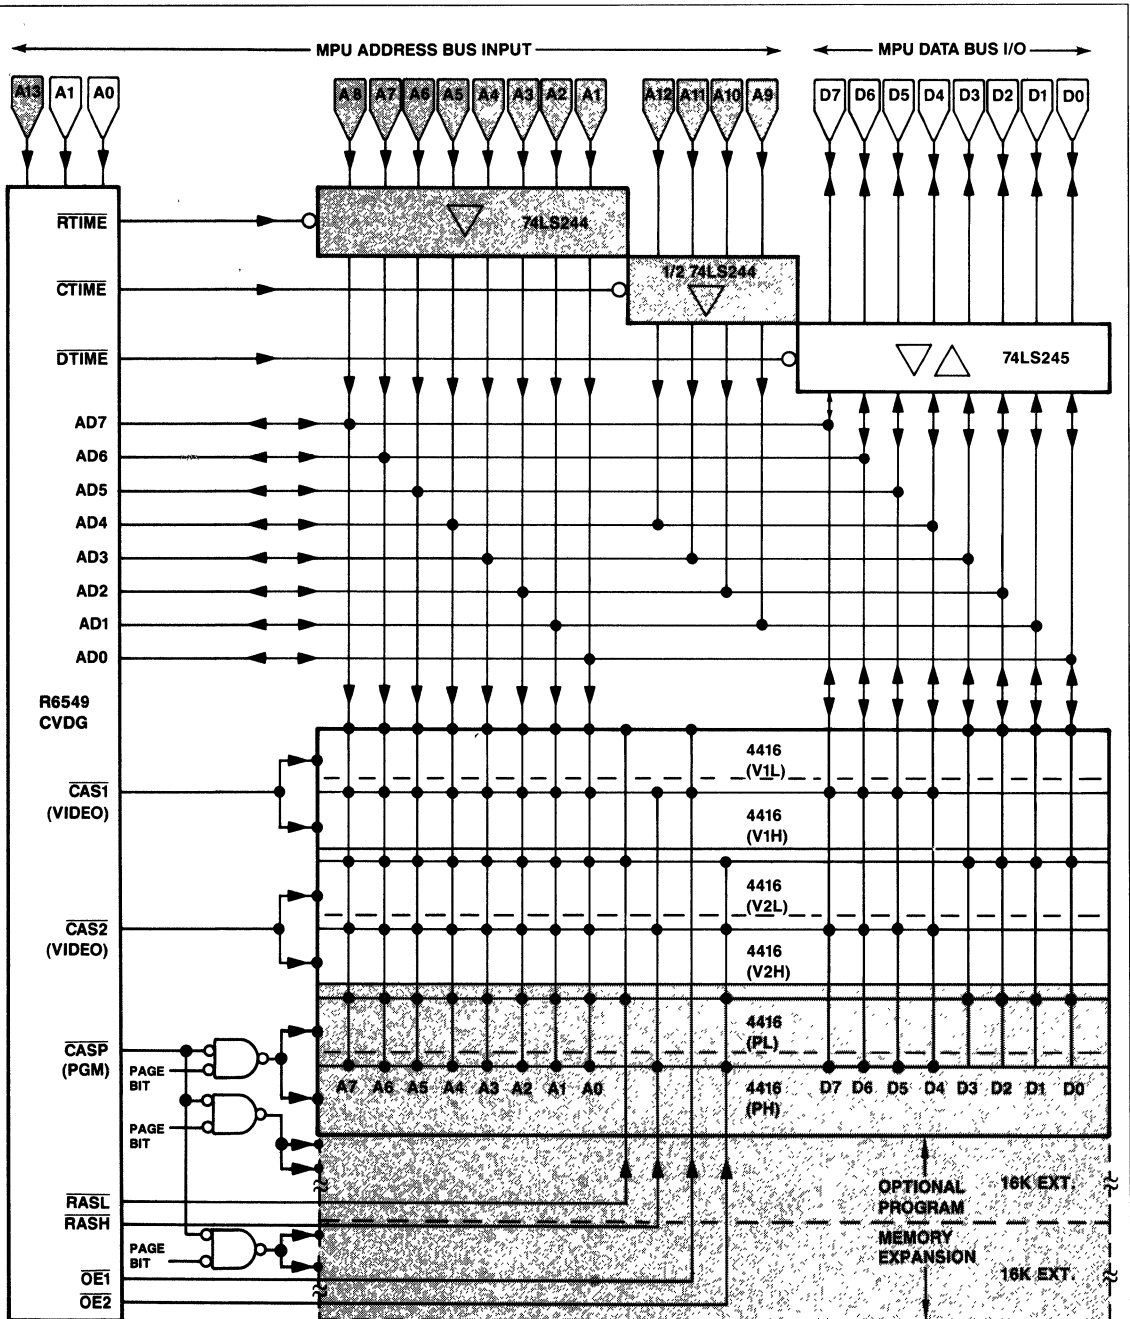 MPU ADDRESS BUS INPUT
MPU DATA BUS I/O
A13 A1 A0
A8 A7 A6 A5 A4 A3 A2 A1
A12 A11 A10 A9
D7 D6 D5 D4 D3 D2 D1 D0
RTIME
74LS244
CTIME
1/2 74LS244
DTIME
74LS245
AD7
AD6
AD5
AD4
AD3
AD2
AD1
AD0
R6549
CVDG
4416
(V1L)
CAS1
(VIDEO)
4416
(V1H)
4416
(V2L)
CAS2
(VIDEO)
4416
(V2H)
4416
(PL)
CASP
(PGM)
PAGE
BIT
A7 A6 A5 A4 A3 A2 A1 A0
4416
(PH)
D7 D6 D5 D4 D3 D2 D1 D0
PAGE
BIT
OPTIONAL
PROGRAM
16K EXT.
RASL
RASH
MEMORY
EXPANSION
16K EXT.
PAGE
BIT
OE1
OE2